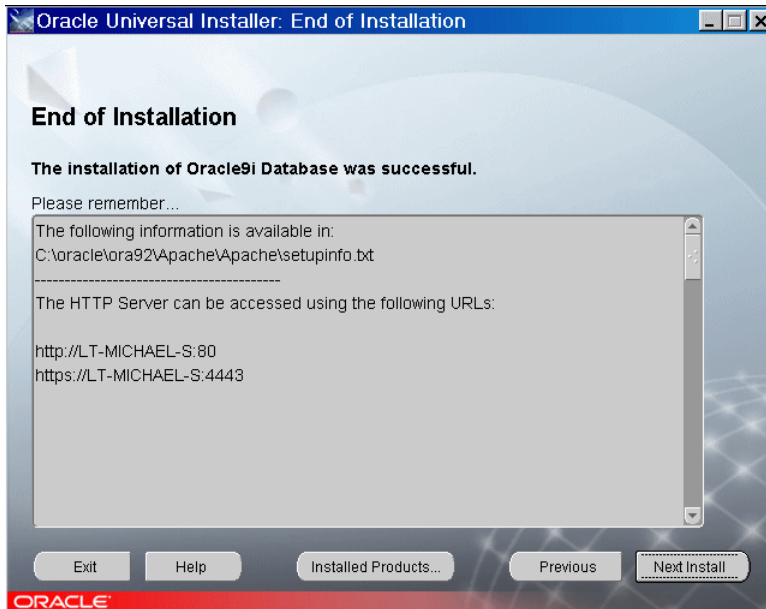 Oracle Universal Installer: End of Installation
End of Installation
The installation of Oracle9i Database was successful.
Please remember...
The following information is available in:
C:\oracle\ora92\Apache\Apache\setupinfo.txt
-----------------------------------------
The HTTP Server can be accessed using the following URLs:
http://LT-MICHAEL-S:80
https://LT-MICHAEL-S:4443
Exit Help Installed Products... Previous Next Install
ORACLE